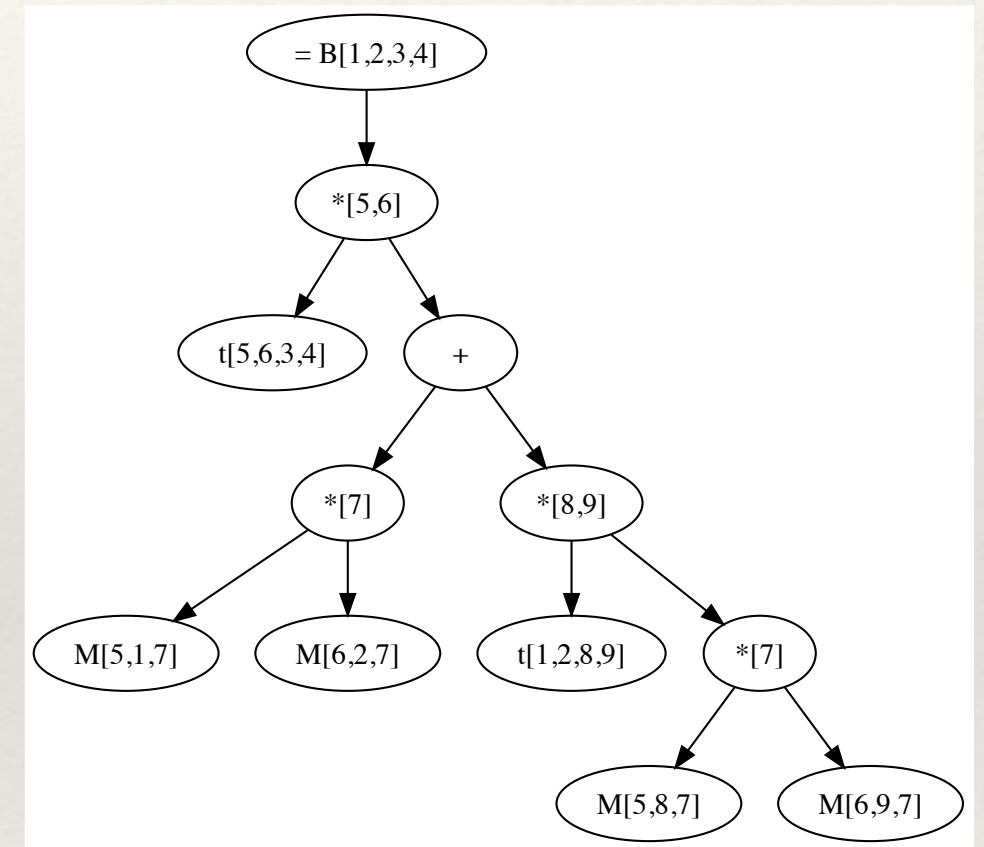 = B[1,2,3,4]
*[5,6]
t[5,6,3,4]
+
*[7]
*[8,9]
M[5,1,7]
M[6,2,7]
t[1,2,8,9]
*[7]
M[5,8,7]
M[6,9,7]